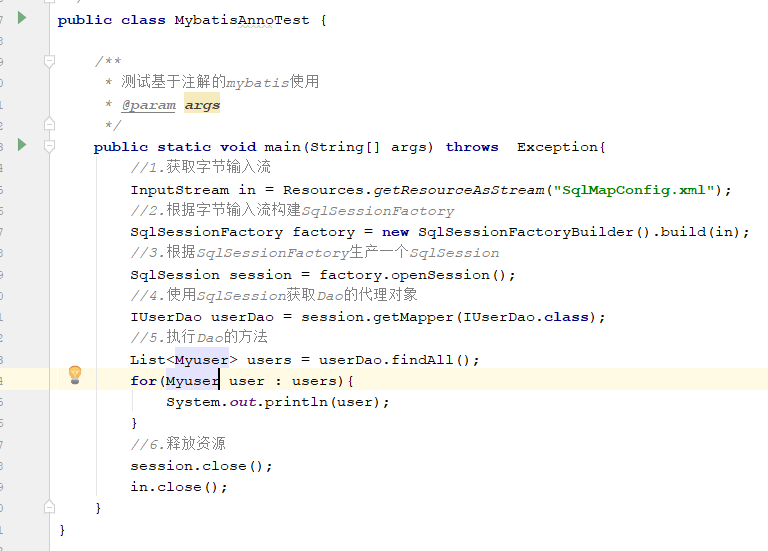 public class MybatisAnnoTest {
/**
* 测试基于注解的mybatis使用
* @param args
*/
public static void main(String[] args) throws  Exception{
//1.获取字节输入流
InputStream in = Resources.getResourceAsStream("SqlMapConfig.xml");
//2.根据字节输入流构建SqlSessionFactory
SqlSessionFactory factory = new SqlSessionFactoryBuilder().build(in);
//3.根据SqlSessionFactory生产一个SqlSession
SqlSession session = factory.openSession();
//4.使用SqlSession获取Dao的代理对象
IUserDao userDao = session.getMapper(IUserDao.class);
//5.执行Dao的方法
List<Myuser> users = userDao.findAll();
for(Myuser user : users){
System.out.println(user);
}
//6.释放资源
session.close();
in.close();
}
}